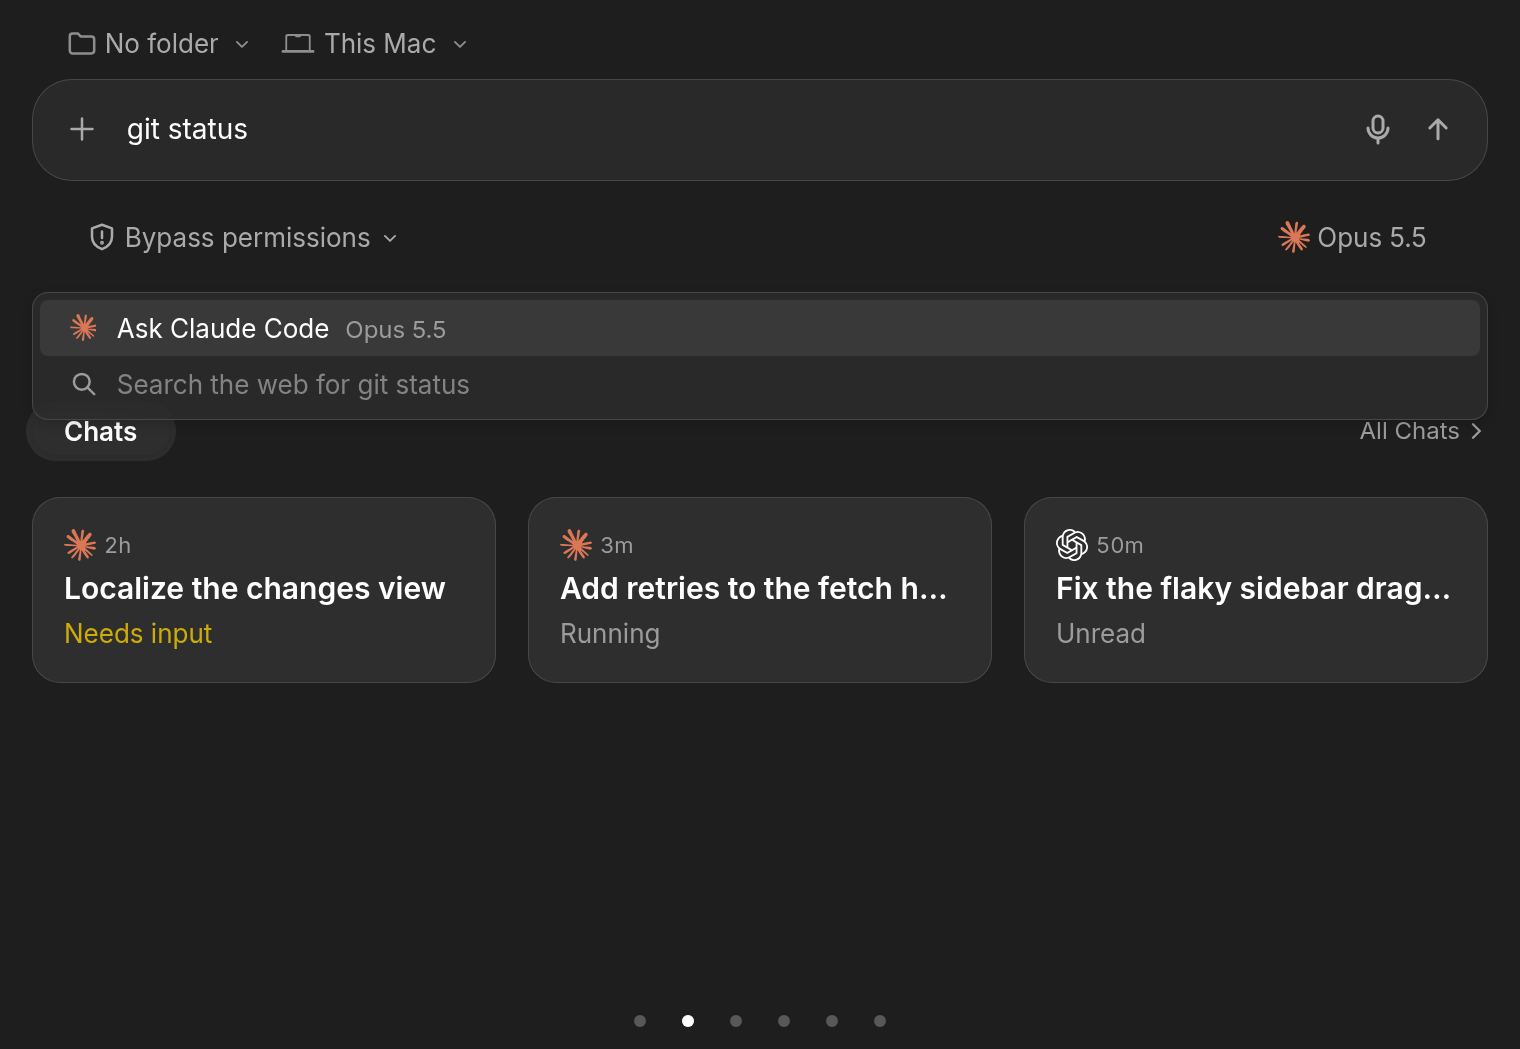 No folder This Mac
git status
Bypass permissions Opus 5.5
Ask Claude Code Opus 5.5
Search the web for git status
Chats All Chats
2h
Localize the changes view
Needs input
3m
Add retries to the fetch h...
Running
50m
Fix the flaky sidebar drag...
Unread